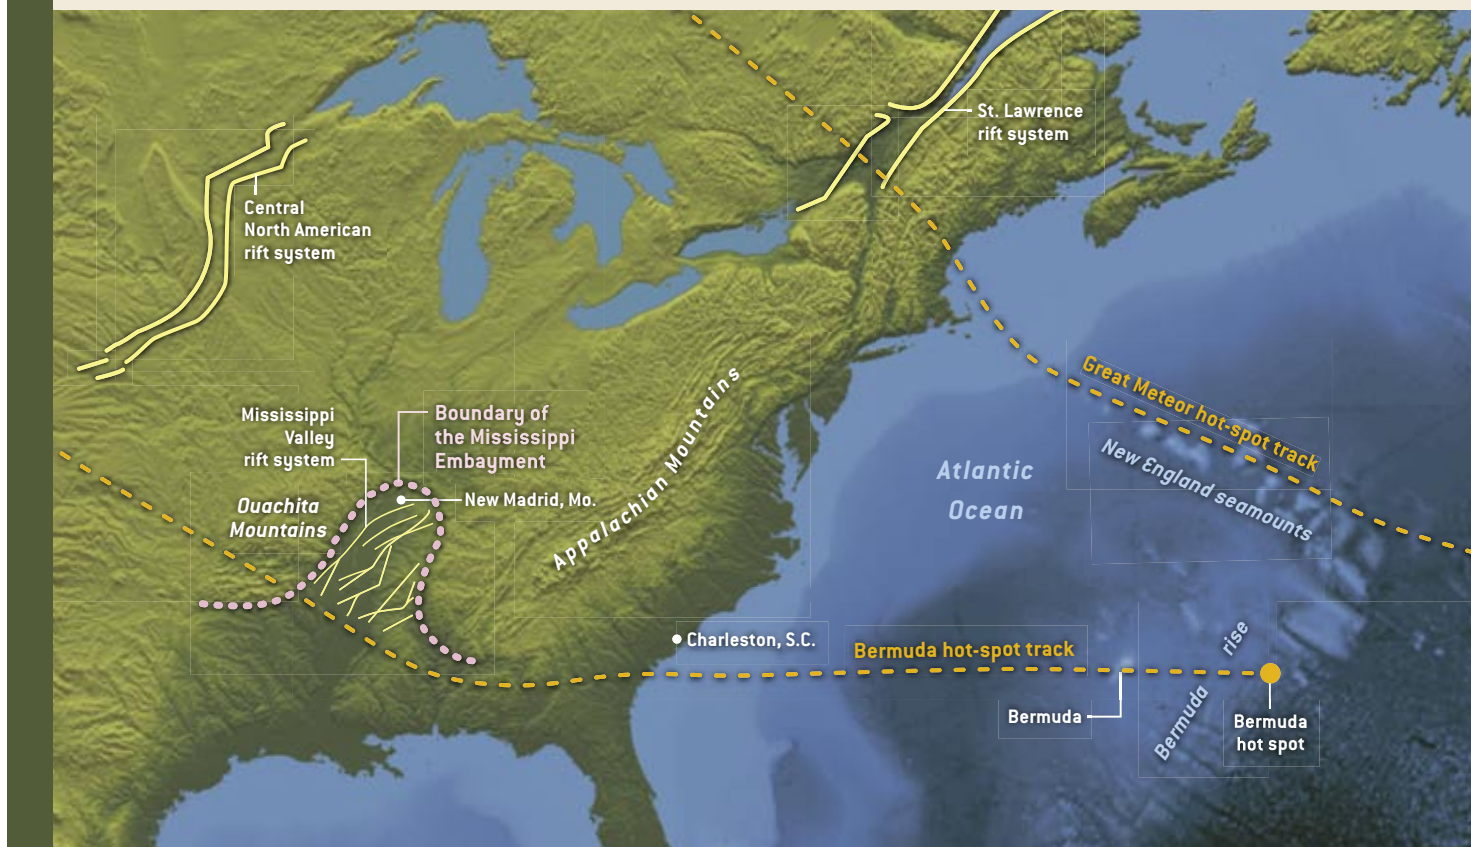 St. Lawrence
rift system
Central
North American
rift system
Great Meteor hot-spot track
New England seamounts
Mississippi
Valley
rift system
Boundary of
the Mississippi
Embayment
Appalachian Mountains
Atlantic
Ocean
Ouachita
Mountains
New Madrid, Mo.
Charleston, S.C.
Bermuda hot-spot track
Bermuda rise
Bermuda
Bermuda
hot spot